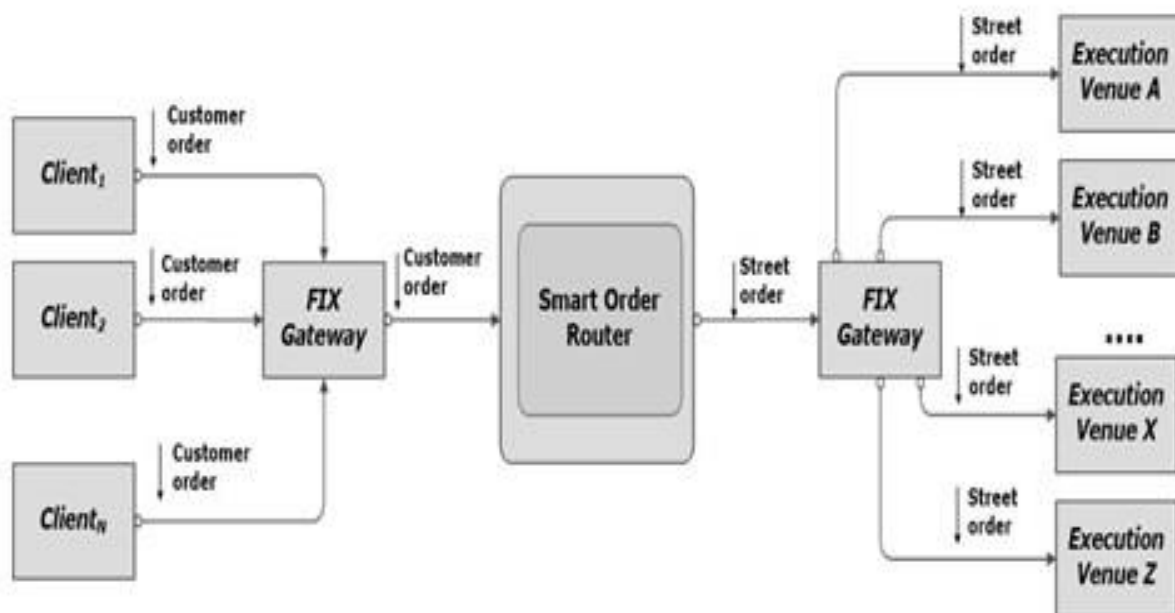 Street
order
Execution
Venue A
Customer
order
Client₁
Street
order
Execution
Venue B
Customer
order
Client₂
FIX
Gateway
Customer
order
Smart Order
Router
Street
order
FIX
Gateway
....
Street
order
Execution
Venue X
Customer
order
Client_N
Street
order
Execution
Venue Z